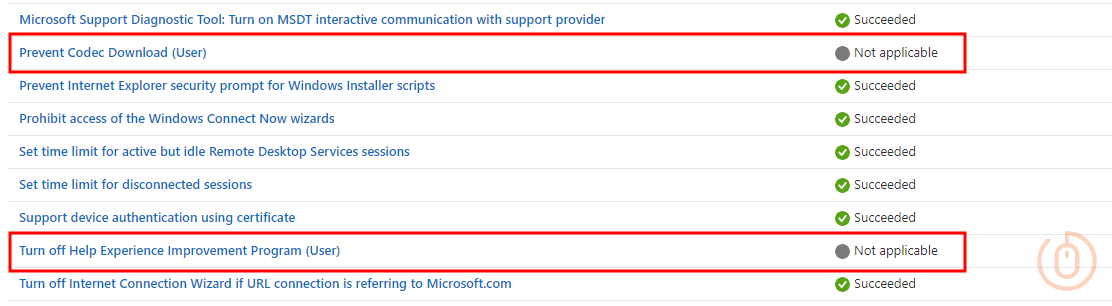 Microsoft Support Diagnostic Tool: Turn on MSDT interactive communication with support provider Succeeded
Prevent Codec Download (User) Not applicable
Prevent Internet Explorer security prompt for Windows Installer scripts Succeeded
Prohibit access of the Windows Connect Now wizards Succeeded
Set time limit for active but idle Remote Desktop Services sessions Succeeded
Set time limit for disconnected sessions Succeeded
Support device authentication using certificate Succeeded
Turn off Help Experience Improvement Program (User) Not applicable
Turn off Internet Connection Wizard if URL connection is referring to Microsoft.com Succeeded